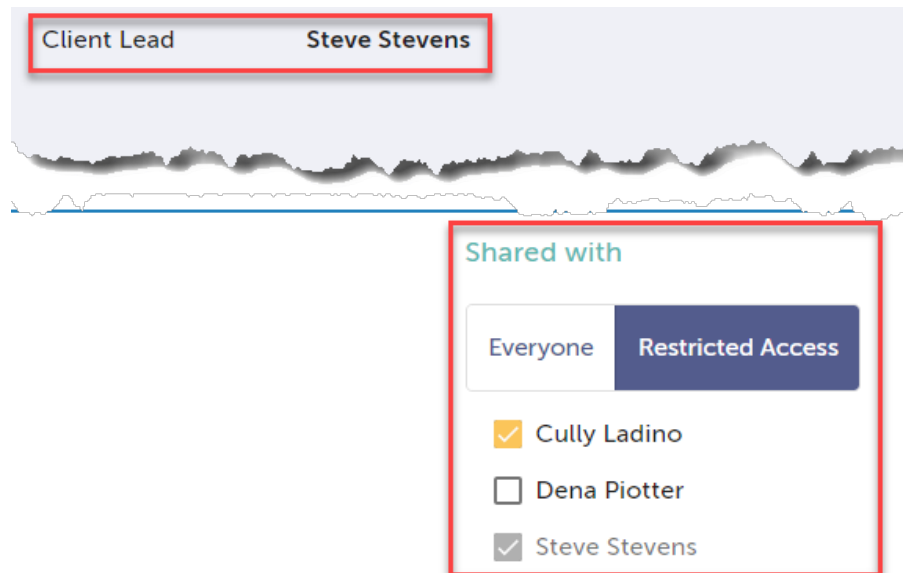 Client Lead Steve Stevens
Shared with
Everyone Restricted Access
Cully Ladino
Dena Piotter
Steve Stevens